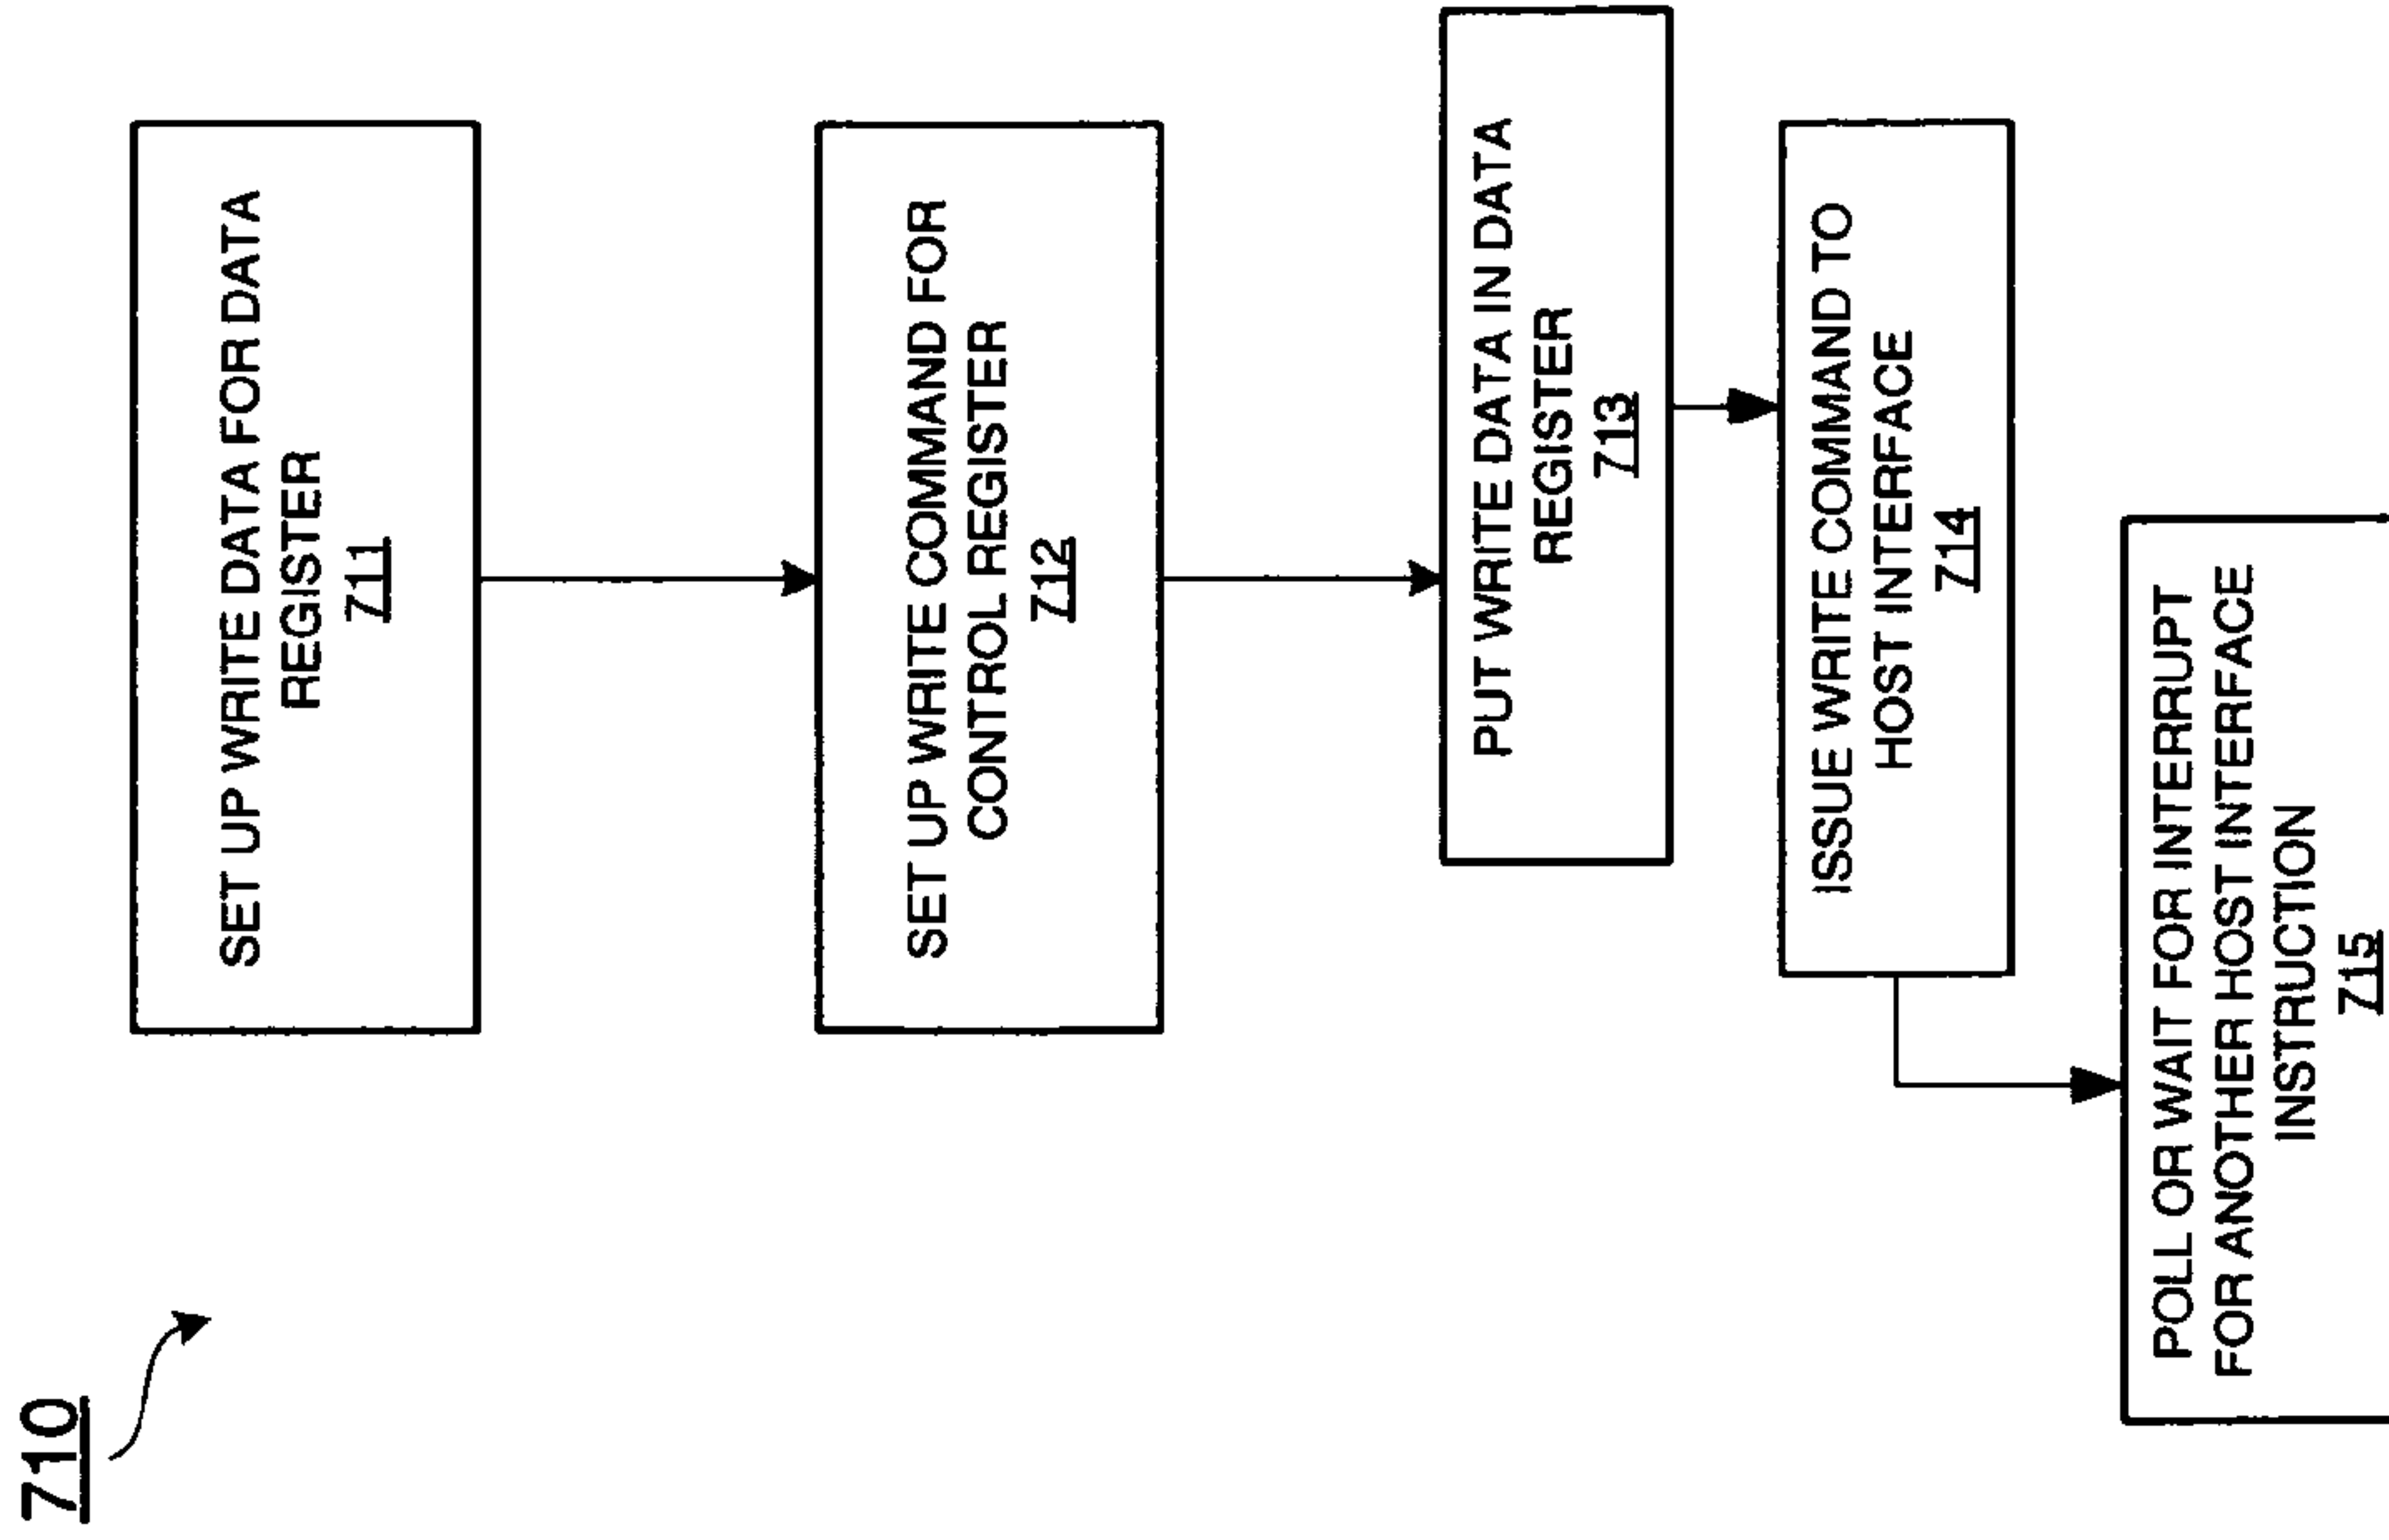 710
SET UP WRITE DATA FOR DATA
REGISTER
711
SET UP WRITE COMMAND FOR
CONTROL REGISTER
712
PUT WRITE DATA IN DATA
REGISTER
713
ISSUE WRITE COMMAND TO
HOST INTERFACE
714
POLL OR WAIT FOR INTERRUPT
FOR ANOTHER HOST INTERFACE
INSTRUCTION
715